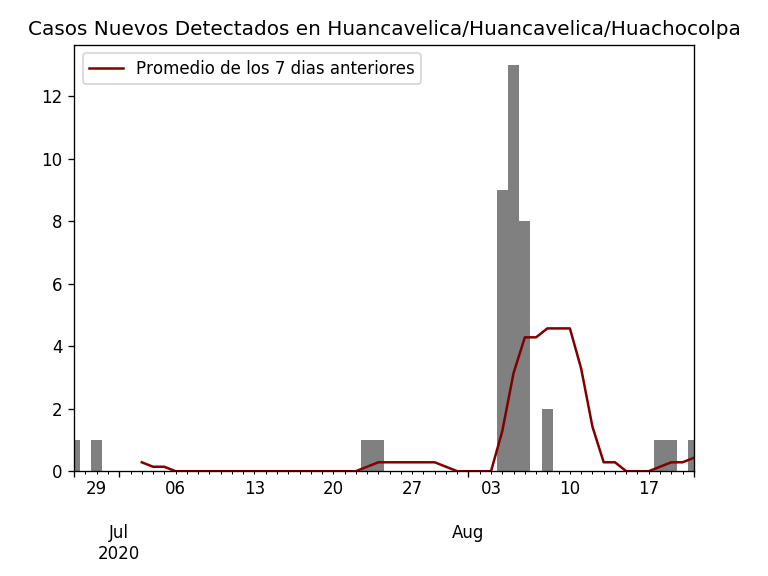 Casos Nuevos Detectados en Huancavelica/Huancavelica/Huachocolpa
Promedio de los 7 dias anteriores
12
10
8
6
4
2
0
29 06 13 20 27 03 10 17
Jul Aug
2020